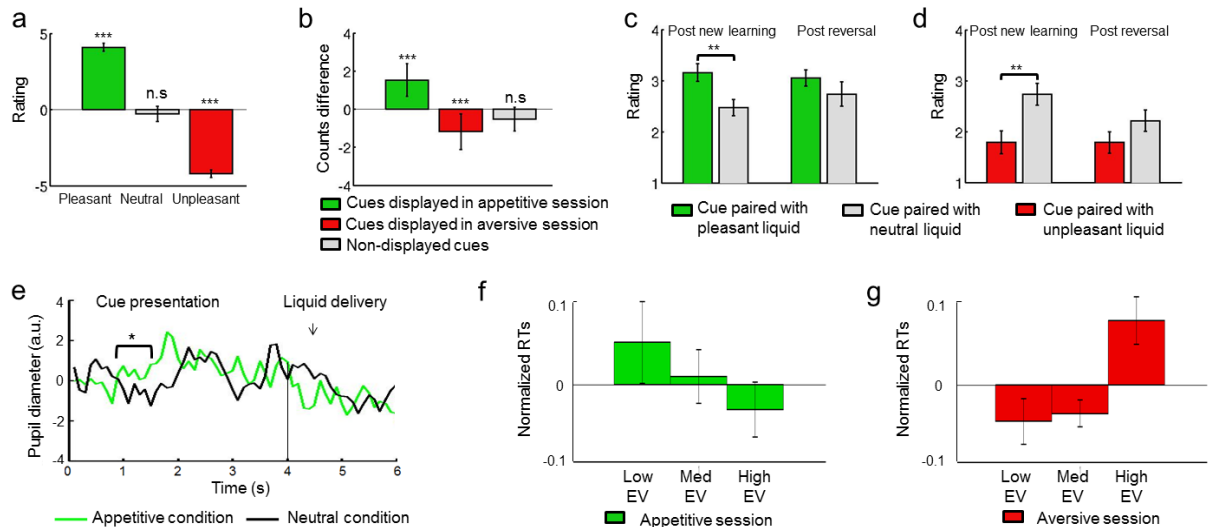 a
Rating
5
0
-5
***
n.s
***
Pleasant Neutral Unpleasant
b
Counts difference
4
2
0
-2
-4
***
***
n.s
Cues displayed in appetitive session
Cues displayed in aversive session
Non-displayed cues
c
Post new learning Post reversal
Rating
4
3
2
1
**
d
Post new learning Post reversal
Rating
4
3
2
1
**
Cue paired with
pleasant liquid
Cue paired with
neutral liquid
Cue paired with
unpleasant liquid
e
Cue presentation Liquid delivery
Pupil diameter (a.u.)
4
2
0
-2
-4
*
0 1 2 3 4 5 6
Time (s)
Appetitive condition Neutral condition
f
Normalized RTs
0.1
0
-0.1
Low Med High
EV EV EV
Appetitive session
g
Normalized RTs
0.1
0
-0.1
Low Med High
EV EV EV
Aversive session